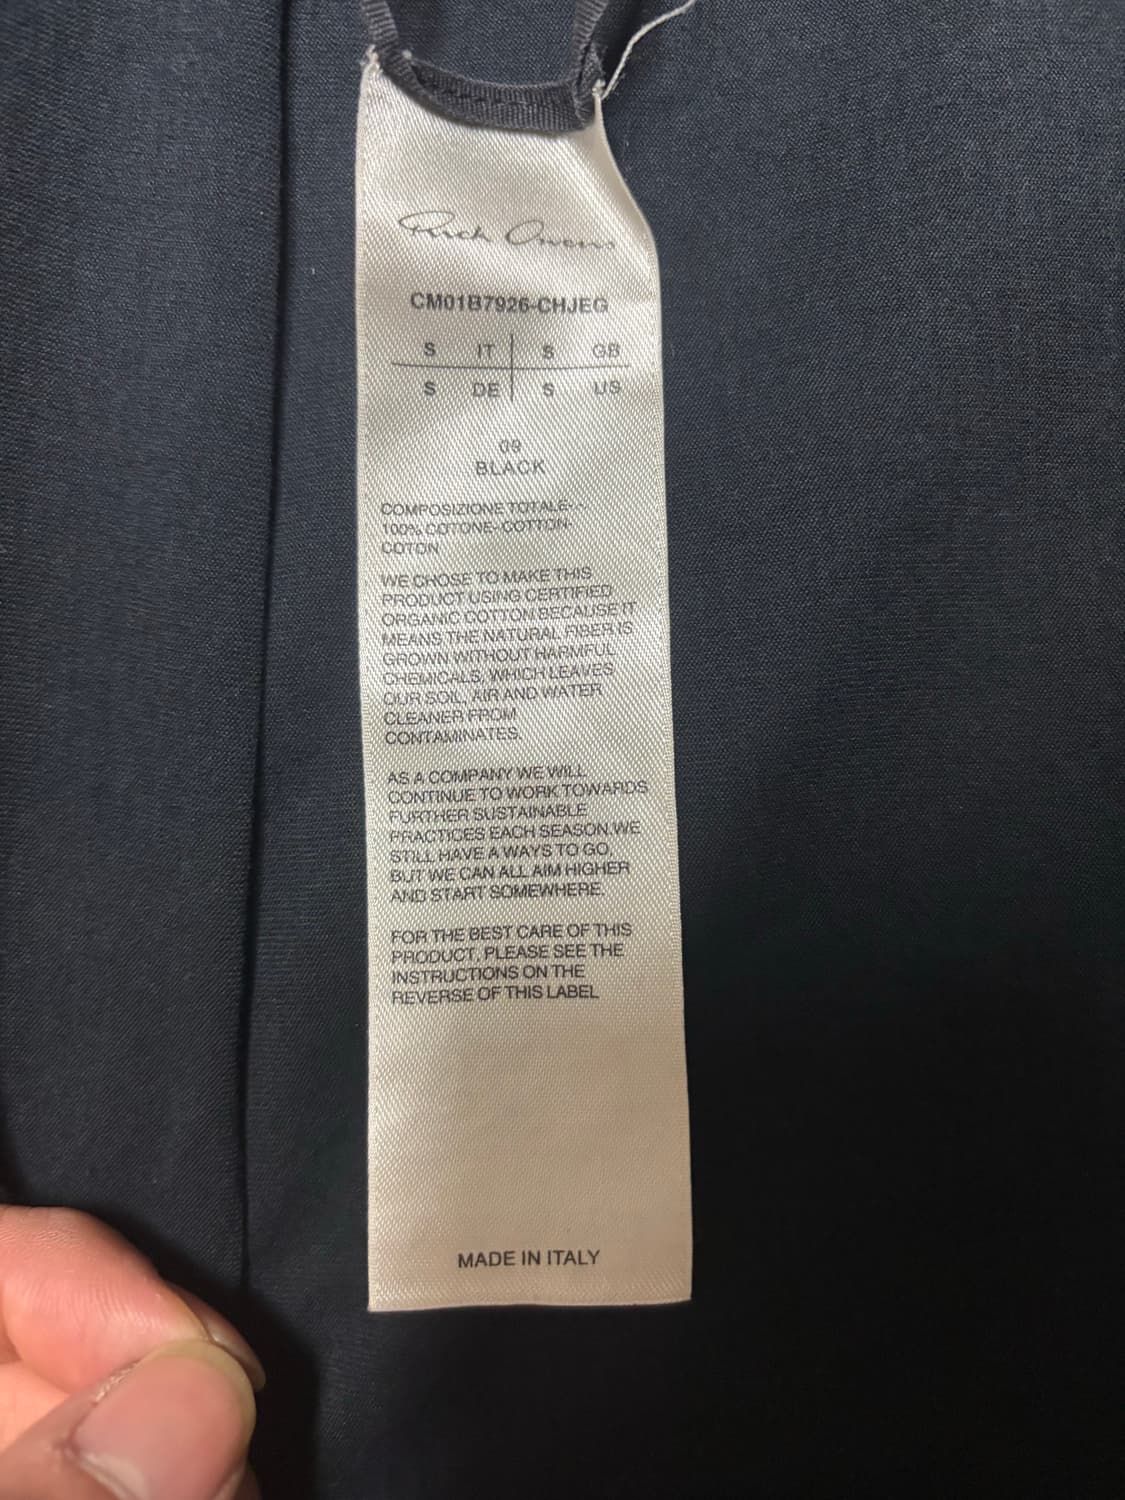 Rick Owens
CM01B7926-CHJEG
S IT S GB
S DE S US
09
BLACK
COMPOSIZIONE TOTALE--
100% COTONE-COTTON-
COTON
WE CHOSE TO MAKE THIS
PRODUCT USING CERTIFIED
ORGANIC COTTON BECAUSE IT
MEANS THE NATURAL FIBER IS
GROWN WITHOUT HARMFUL
CHEMICALS, WHICH LEAVES
OUR SOIL, AIR AND WATER
CLEANER FROM
CONTAMINATES.
AS A COMPANY WE WILL
CONTINUE TO WORK TOWARDS
FURTHER SUSTAINABLE
PRACTICES EACH SEASON.WE
STILL HAVE A WAYS TO GO,
BUT WE CAN ALL AIM HIGHER
AND START SOMEWHERE.
FOR THE BEST CARE OF THIS
PRODUCT, PLEASE SEE THE
INSTRUCTIONS ON THE
REVERSE OF THIS LABEL
MADE IN ITALY